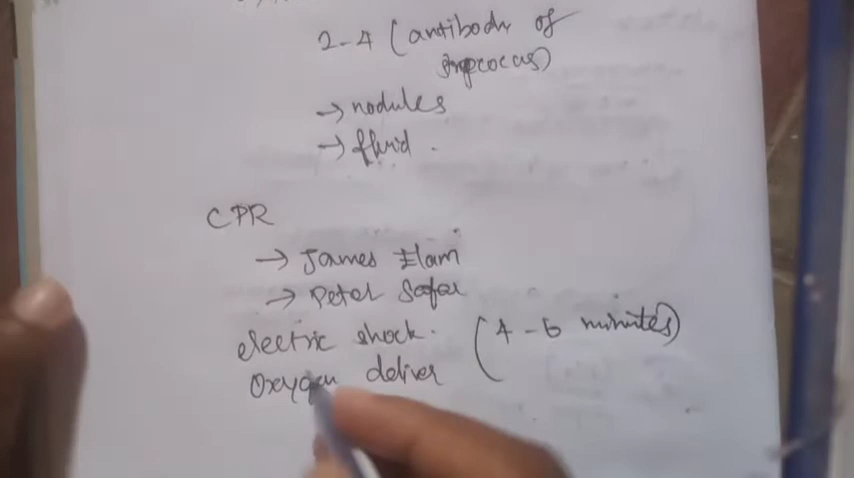 2-4 (antibody of
→ nodules
→ fluid.
CPR
→ James Elam
→ Peter Safar
electric shock. (4-6 minutes)
Oxygen deliver